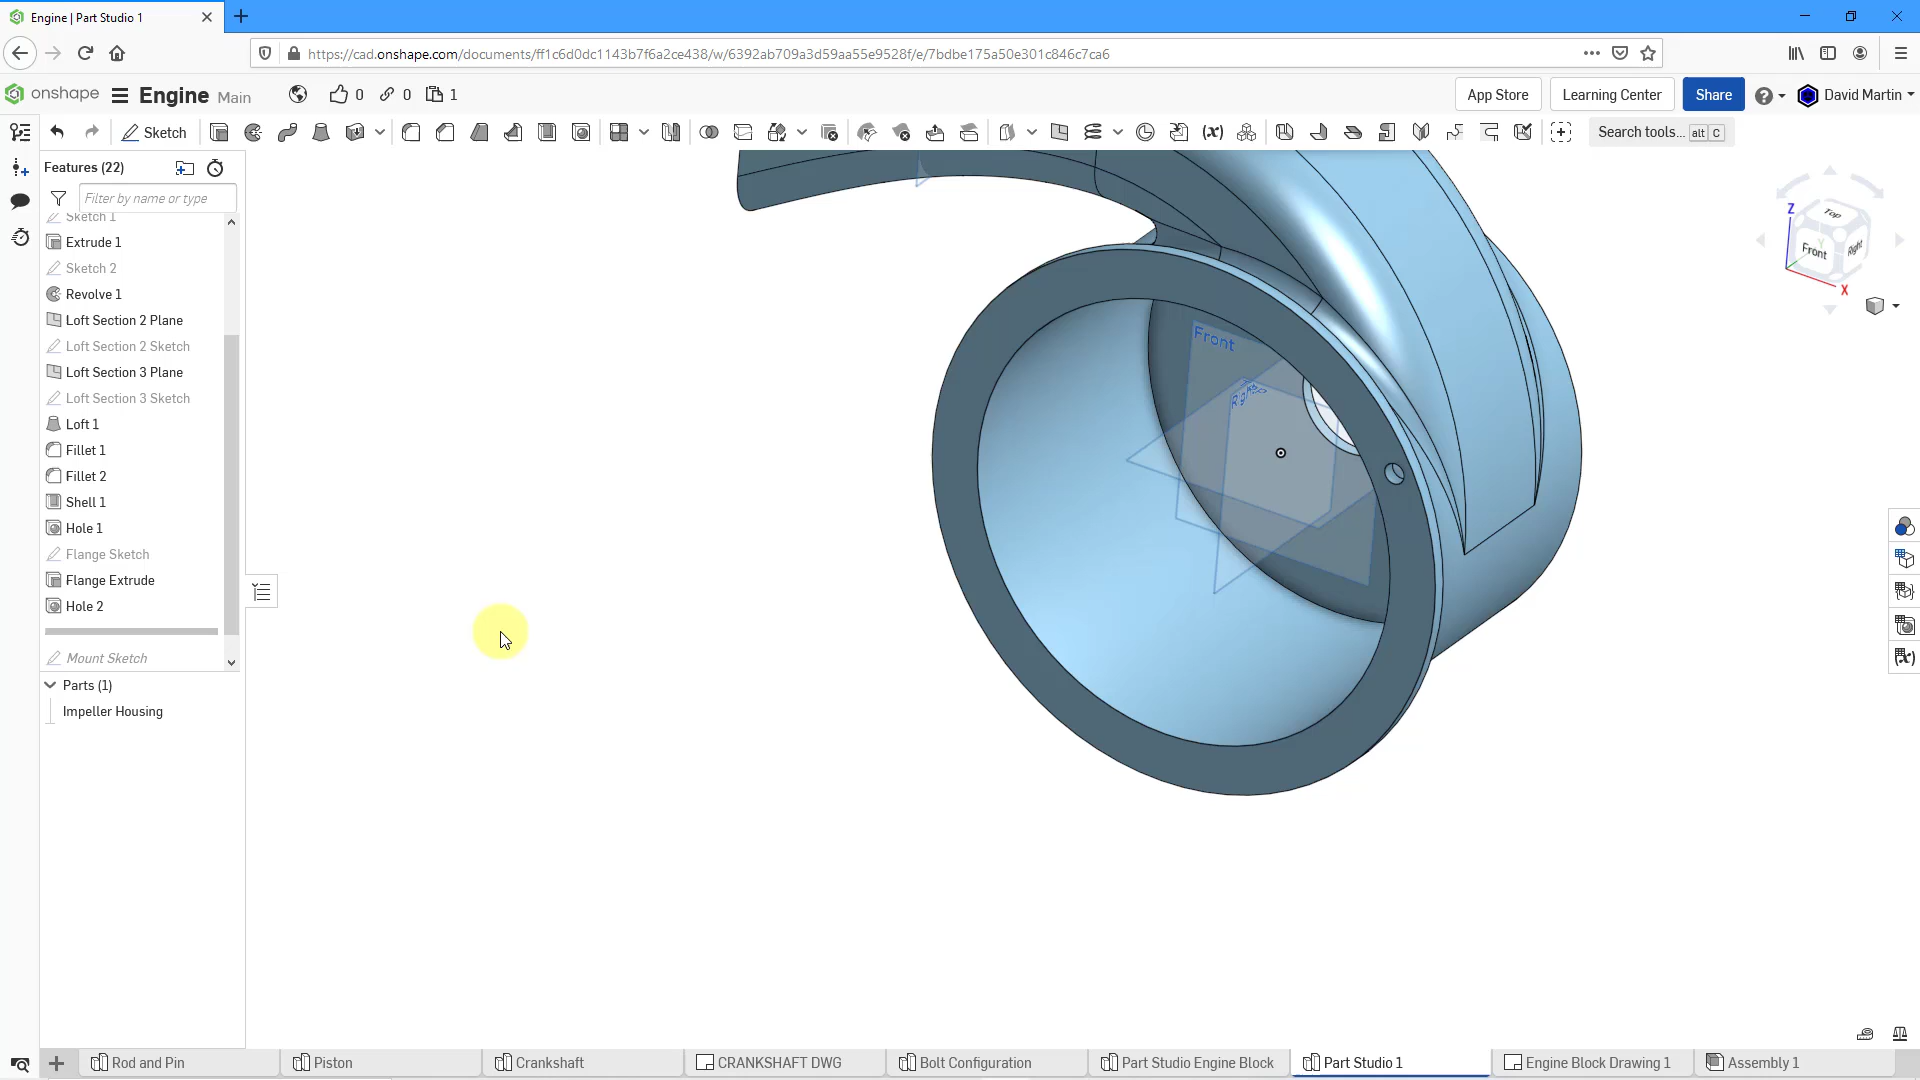 Engine | Part Studio 1
https://cad.onshape.com/documents/ff1c6d0dc1143b7f6a2ce438/w/6392ab709a3d59aa55e9528f/e/7bdbe175a50e301c846c7ca6
onshape
Engine Main
0
0
1
App Store
Learning Center
Share
David Martin
Sketch
Search tools... alt C
Features (22)
Filter by name or type
Sketch 1
Extrude 1
Sketch 2
Revolve 1
Loft Section 2 Plane
Loft Section 2 Sketch
Loft Section 3 Plane
Loft Section 3 Sketch
Loft 1
Fillet 1
Fillet 2
Shell 1
Hole 1
Flange Sketch
Flange Extrude
Hole 2
Mount Sketch
Parts (1)
Impeller Housing
Front
Z
Top
Front
Y
Right
X
Rod and Pin
Piston
Crankshaft
CRANKSHAFT DWG
Bolt Configuration
Part Studio Engine Block
Part Studio 1
Engine Block Drawing 1
Assembly 1